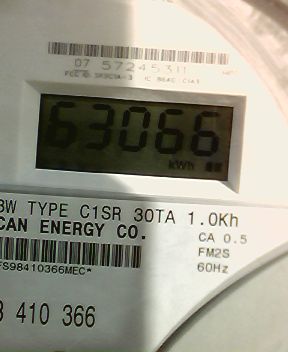 07 57245311
63066
kWh
3W TYPE C1SR 30TA 1.0Kh
CAN ENERGY CO.
CA 0.5
FM2S
FS98410366MEC*
60Hz
8 410 366